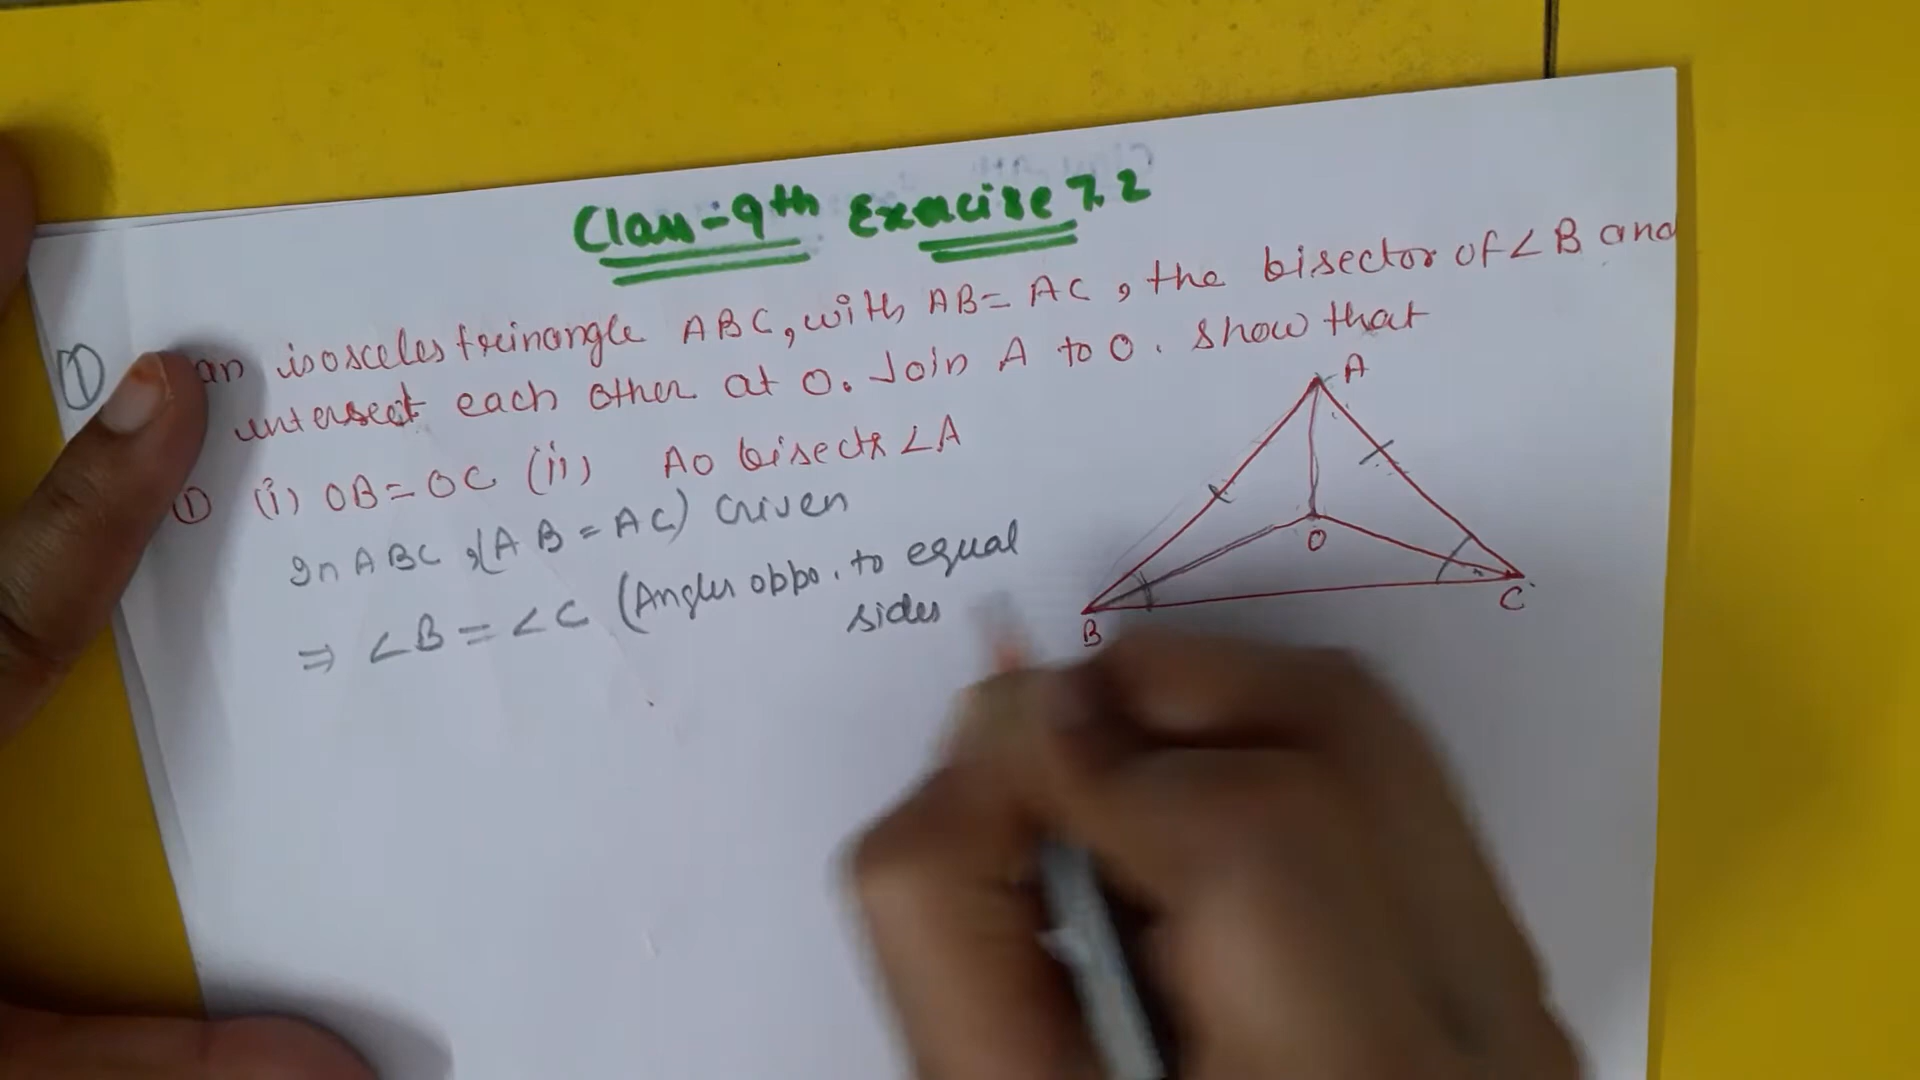 Class-9th Exercise 7.2
① an isosceles treinangle ABC, with AB=AC, the bisector of ∠B and
intersect each other at O. Join A to O. show that
① (i) OB=OC (ii) AO bisects ∠A
In ABC, (AB=AC) Given
⇒ ∠B=∠C (Angles oppo. to equal
sides
A
O
B
C